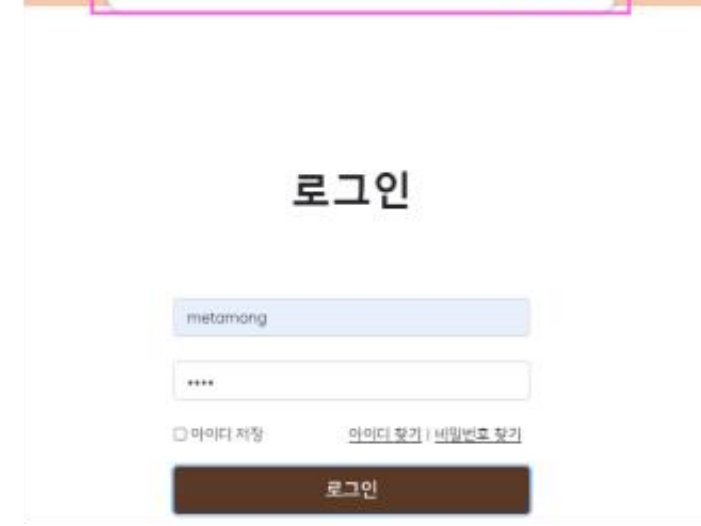 로그인
metamong
••••
아이디 저장 아이디 찾기 | 비밀번호 찾기
로그인